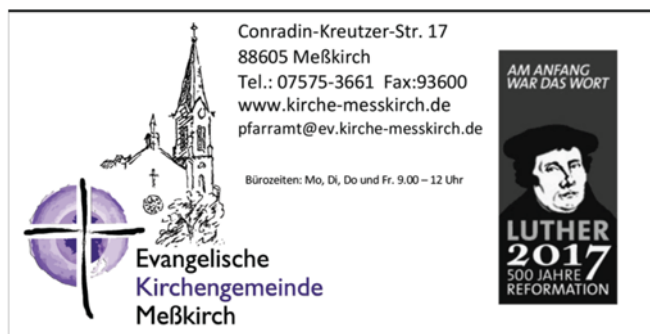 Conradin-Kreutzer-Str. 17
88605 Meßkirch
Tel.: 07575-3661 Fax:93600
www.kirche-messkirch.de
pfarramt@ev.kirche-messkirch.de
Bürozeiten: Mo, Di, Do und Fr. 9.00 – 12 Uhr
Evangelische
Kirchengemeinde
Meßkirch
AM ANFANG
WAR DAS WORT
LUTHER
2017
500 JAHRE
REFORMATION